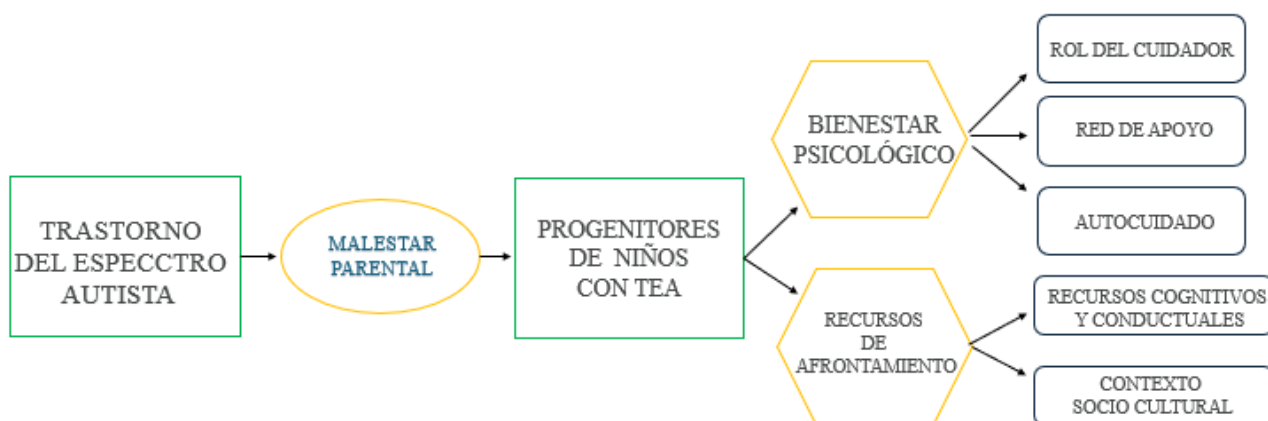 TRASTORNO
DEL ESPECCTRO
AUTISTA
MALESTAR
PARENTAL
PROGENITORES
DE NIÑOS
CON TEA
BIENESTAR
PSICOLÓGICO
ROL DEL CUIDADOR
RED DE APOYO
AUTOCUIDADO
RECURSOS
DE
AFRONTAMIENTO
RECURSOS COGNITIVOS
Y CONDUCTUALES
CONTEXTO
SOCIO CULTURAL